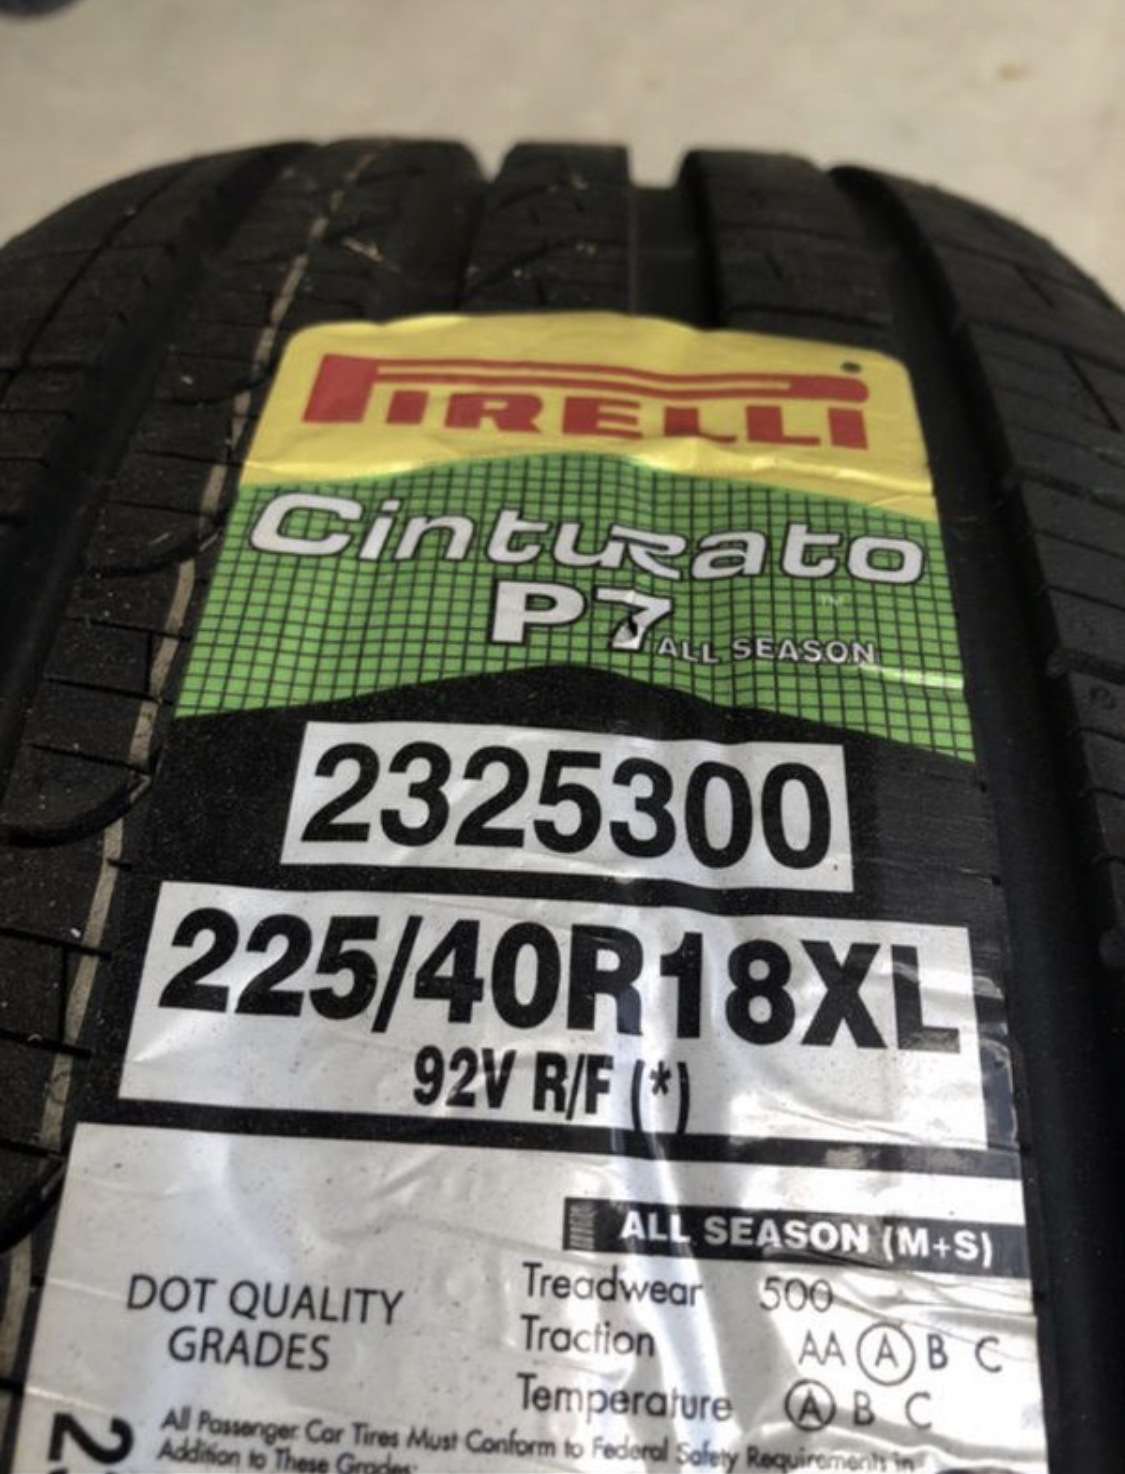 PIRELLI
Cinturato
P7 ALL SEASON
2325300
225/40R18XL
92V R/F (*)
ALL SEASON (M+S)
DOT QUALITY
GRADES
Treadwear 500
Traction AA A B C
Temperature A B C
All Passenger Car Tires Must Conform to Federal Safety Requirements in
Addition to These Grades: